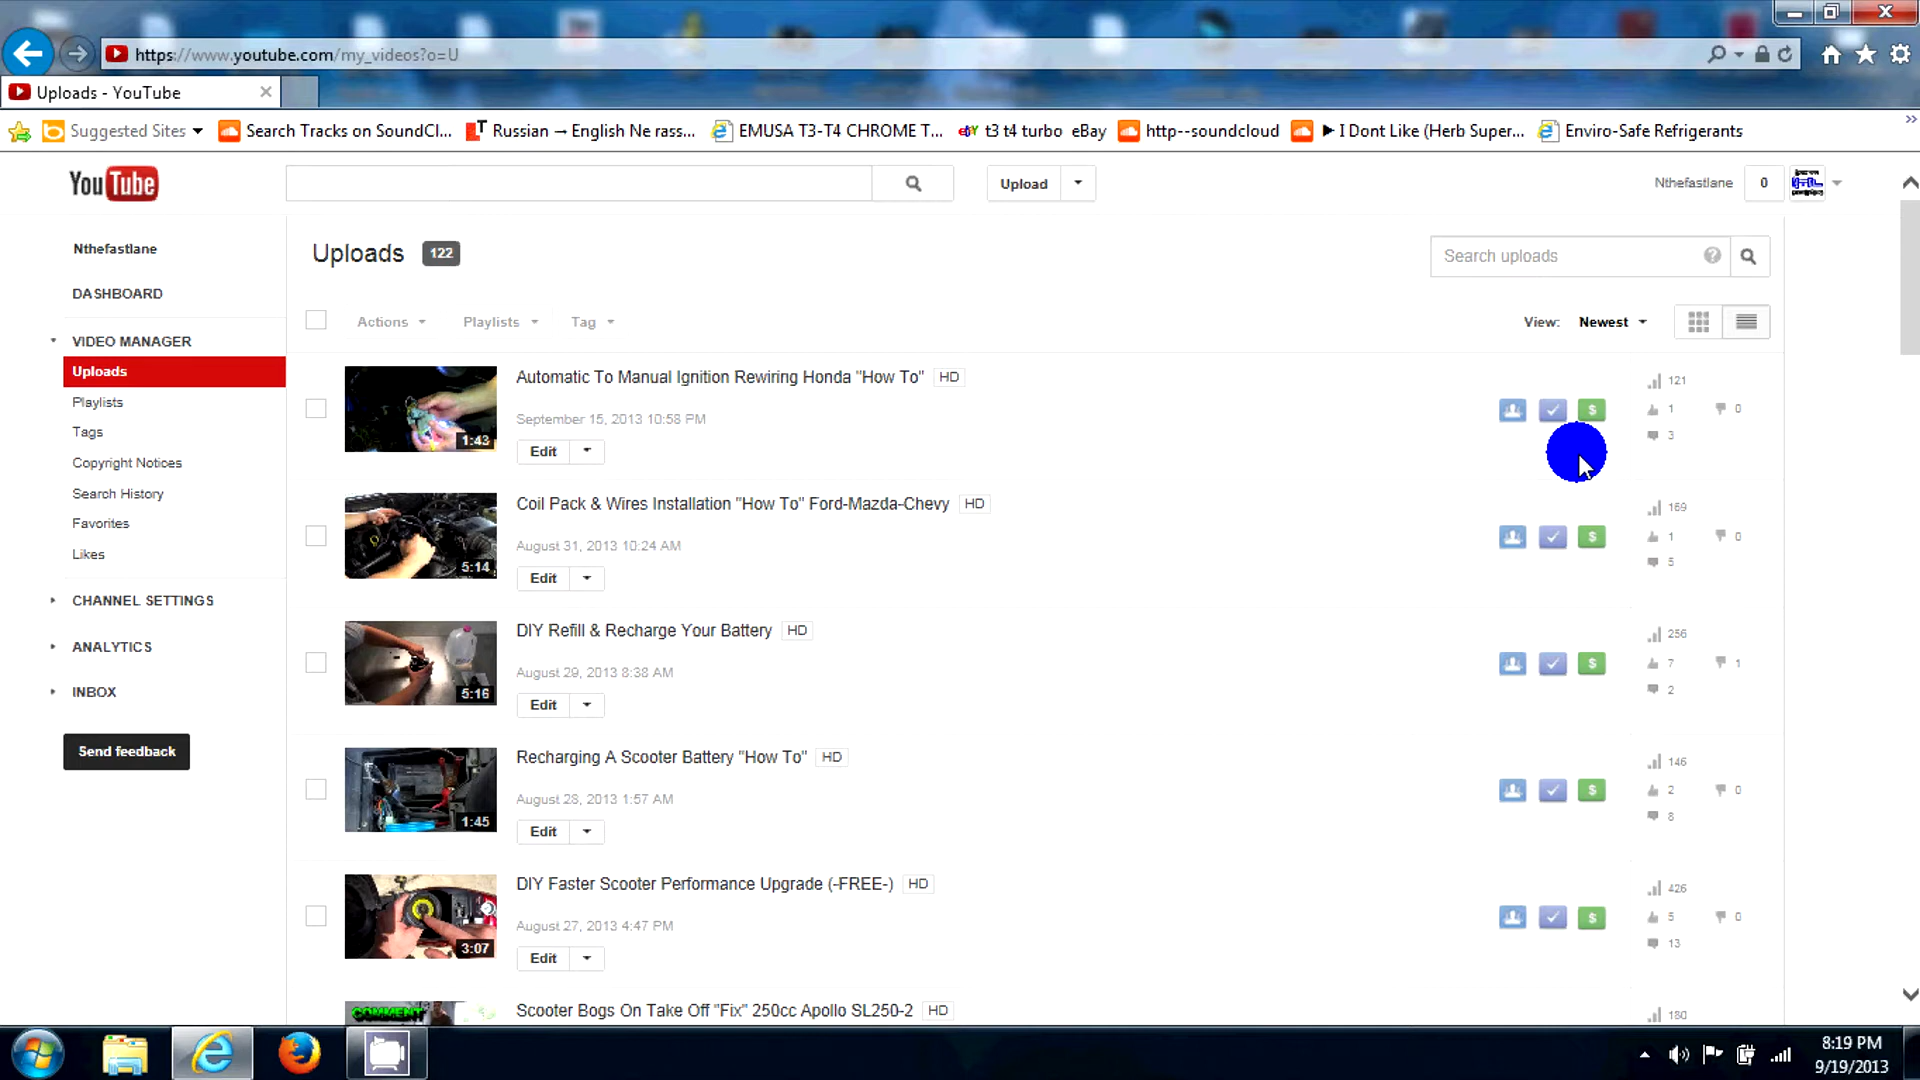 https://www.youtube.com/my_videos?o=U
Uploads - YouTube
Suggested Sites
Search Tracks on SoundCl...
Russian → English Ne rass...
EMUSA T3-T4 CHROME T...
t3 t4 turbo eBay
http--soundcloud
▶ I Dont Like (Herb Super...
Enviro-Safe Refrigerants
YouTube
Upload
Nthefastlane
0
Nthefastlane
DASHBOARD
VIDEO MANAGER
Uploads
Playlists
Tags
Copyright Notices
Search History
Favorites
Likes
CHANNEL SETTINGS
ANALYTICS
INBOX
Send feedback
Uploads 122
Search uploads
Actions Playlists Tag
View: Newest
Automatic To Manual Ignition Rewiring Honda "How To" HD
September 15, 2013 10:58 PM
1:43
Edit
$
121
1 0
3
Coil Pack & Wires Installation "How To" Ford-Mazda-Chevy HD
August 31, 2013 10:24 AM
5:14
Edit
$
169
1 0
5
DIY Refill & Recharge Your Battery HD
August 29, 2013 8:38 AM
5:16
Edit
$
256
7 1
2
Recharging A Scooter Battery "How To" HD
August 28, 2013 1:57 AM
1:45
Edit
$
146
2 0
8
DIY Faster Scooter Performance Upgrade (-FREE-) HD
August 27, 2013 4:47 PM
3:07
Edit
$
426
5 0
13
COMMENT
Scooter Bogs On Take Off "Fix" 250cc Apollo SL250-2 HD
180
8:19 PM
9/19/2013